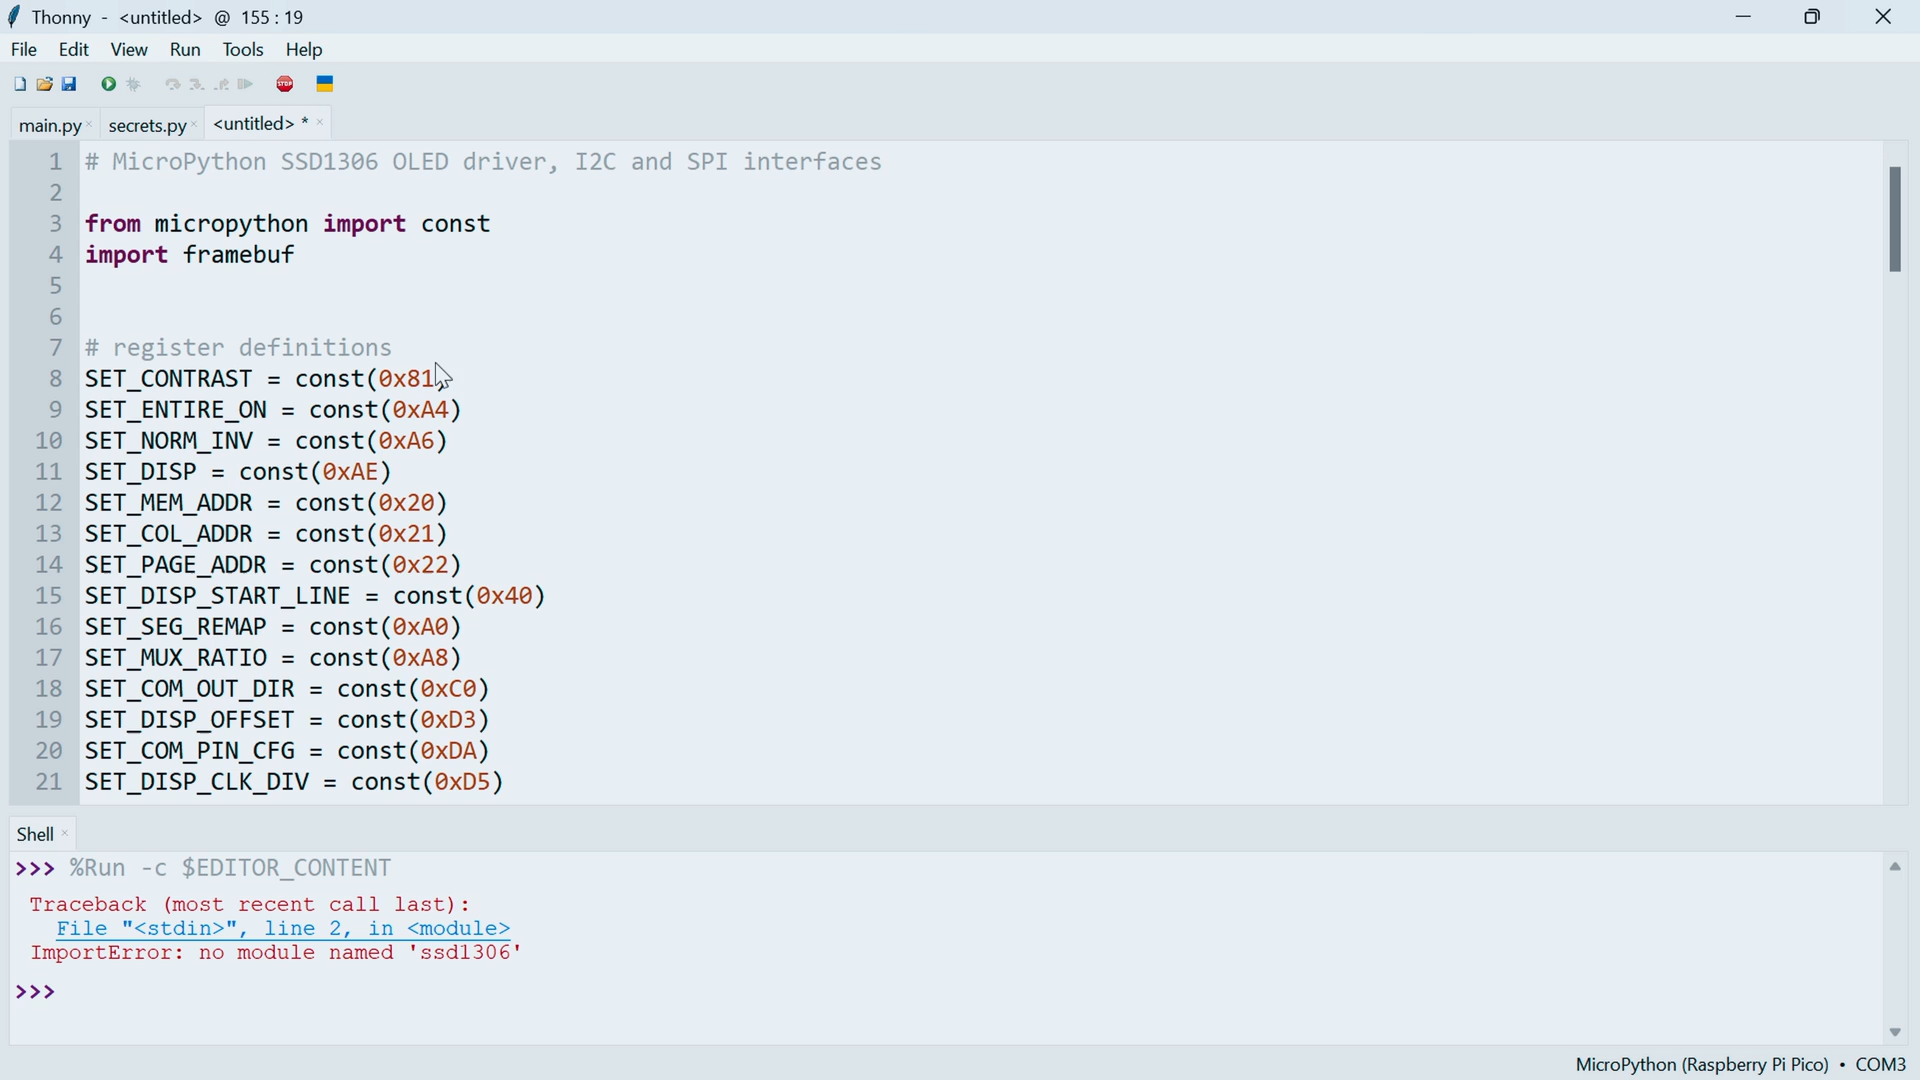 Thonny - <untitled> @ 155 : 19
File Edit View Run Tools Help
STOP
main.py × secrets.py × <untitled> * ×
1 # MicroPython SSD1306 OLED driver, I2C and SPI interfaces
2
3 from micropython import const
4 import framebuf
5
6
7 # register definitions
8 SET_CONTRAST = const(0x81
9 SET_ENTIRE_ON = const(0xA4)
10 SET_NORM_INV = const(0xA6)
11 SET_DISP = const(0xAE)
12 SET_MEM_ADDR = const(0x20)
13 SET_COL_ADDR = const(0x21)
14 SET_PAGE_ADDR = const(0x22)
15 SET_DISP_START_LINE = const(0x40)
16 SET_SEG_REMAP = const(0xA0)
17 SET_MUX_RATIO = const(0xA8)
18 SET_COM_OUT_DIR = const(0xC0)
19 SET_DISP_OFFSET = const(0xD3)
20 SET_COM_PIN_CFG = const(0xDA)
21 SET_DISP_CLK_DIV = const(0xD5)
Shell ×
>>> %Run -c $EDITOR_CONTENT
Traceback (most recent call last):
File "<stdin>", line 2, in <module>
ImportError: no module named 'ssd1306'
>>>
MicroPython (Raspberry Pi Pico) • COM3